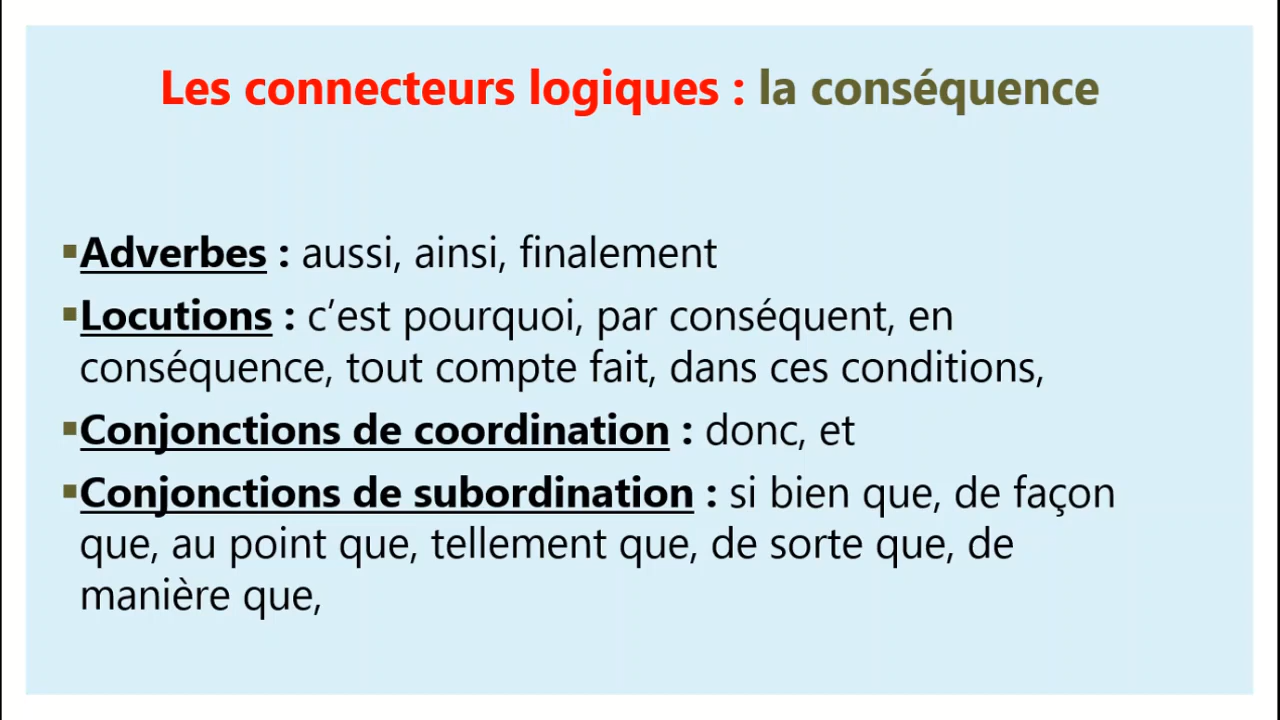 Les connecteurs logiques : la conséquence
▪Adverbes : aussi, ainsi, finalement
▪Locutions : c’est pourquoi, par conséquent, en
conséquence, tout compte fait, dans ces conditions,
▪Conjonctions de coordination : donc, et
▪Conjonctions de subordination : si bien que, de façon
que, au point que, tellement que, de sorte que, de
manière que,